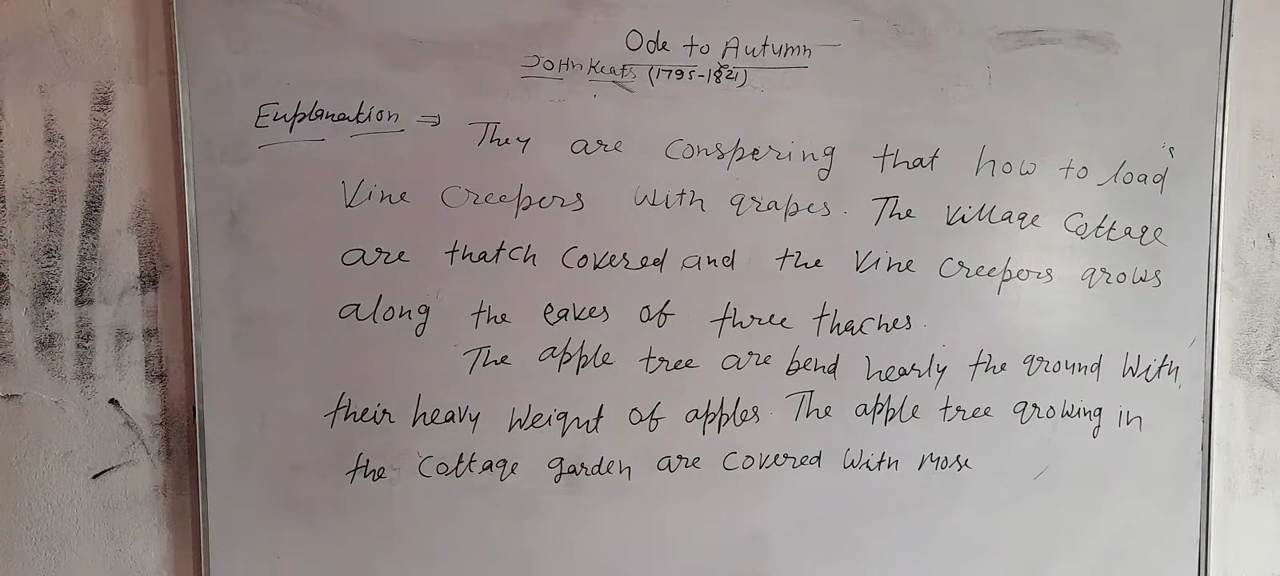 Ode to Autumn
JOHN Keats (1795-1821)
Euplanation ⇒ They are conspering that how to load
Vine Creepers with grapes. The village Cottage
are thatch Covered and the Vine Creepers grows
along the eaves of three thaches.
The apple tree are bend nearly the ground With
their heavy Weignt of apples. The apple tree growing in
the Cottage garden are Covered With mose